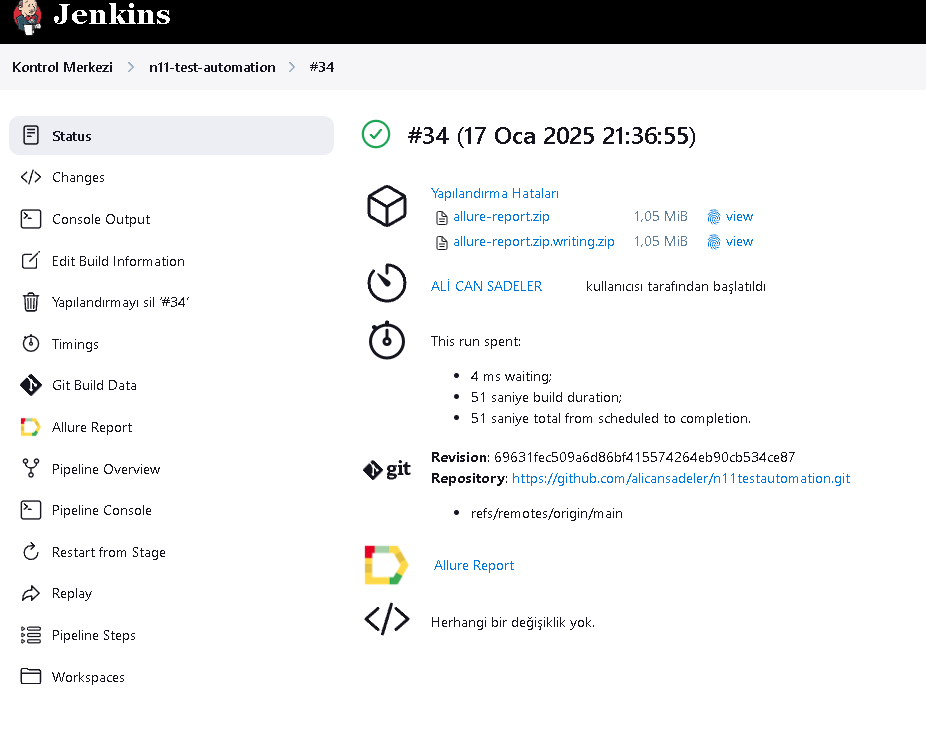 Jenkins
Kontrol Merkezi > n11-test-automation > #34
Status
Changes
Console Output
Edit Build Information
Yapılandırmayı sil ‘#34’
Timings
Git Build Data
Allure Report
Pipeline Overview
Pipeline Console
Restart from Stage
Replay
Pipeline Steps
Workspaces
#34 (17 Oca 2025 21:36:55)
Yapılandırma Hataları
allure-report.zip 1,05 MiB view
allure-report.zip.writing.zip 1,05 MiB view
ALİ CAN SADELER kullanıcısı tarafından başlatıldı
This run spent:
• 4 ms waiting;
• 51 saniye build duration;
• 51 saniye total from scheduled to completion.
git
Revision: 69631fec509a6d86bf415574264eb90cb534ce87
Repository: https://github.com/alicansadeler/n11testautomation.git
• refs/remotes/origin/main
Allure Report
Herhangi bir değişiklik yok.